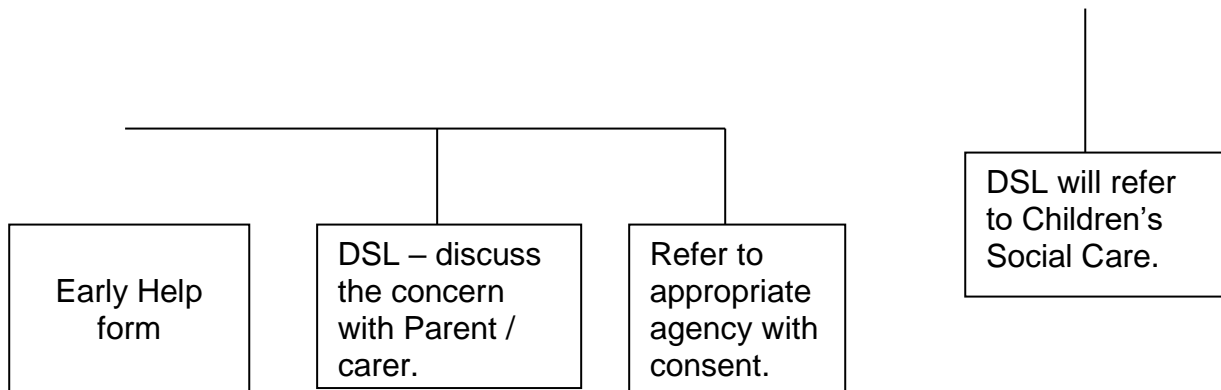 Early Help
form
DSL – discuss
the concern
with Parent /
carer.
Refer to
appropriate
agency with
consent.
DSL will refer
to Children’s
Social Care.